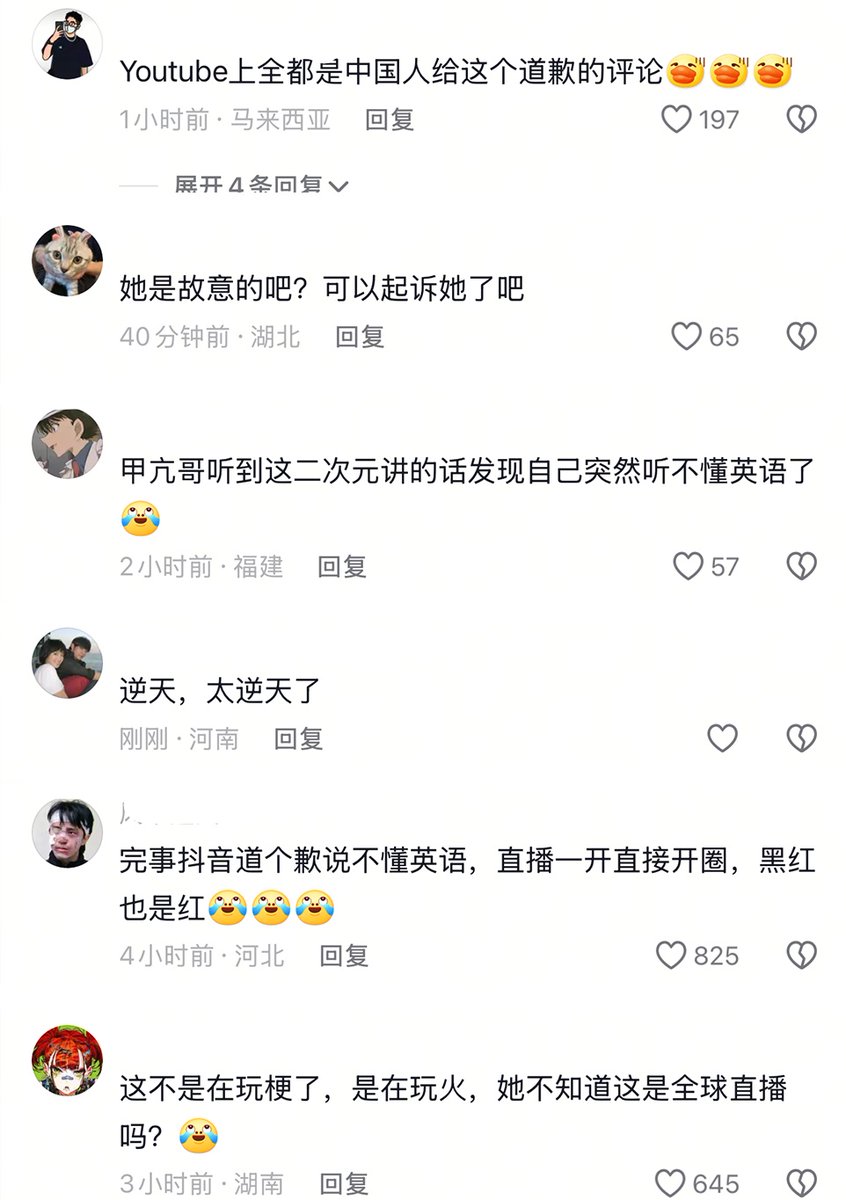 Youtube上全都是中国人给这个道歉的评论
1小时前·马来西亚 回复 197
展开4条回复
她是故意的吧？可以起诉她了吧
40分钟前·湖北 回复 65
甲亢哥听到这二次元讲的话发现自己突然听不懂英语了
2小时前·福建 回复 57
逆天，太逆天了
刚刚·河南 回复
完事抖音道个歉说不懂英语，直播一开直接开圈，黑红
也是红
4小时前·河北 回复 825
这不是在玩梗了，是在玩火，她不知道这是全球直播
吗？
3小时前·湖南 回复 645